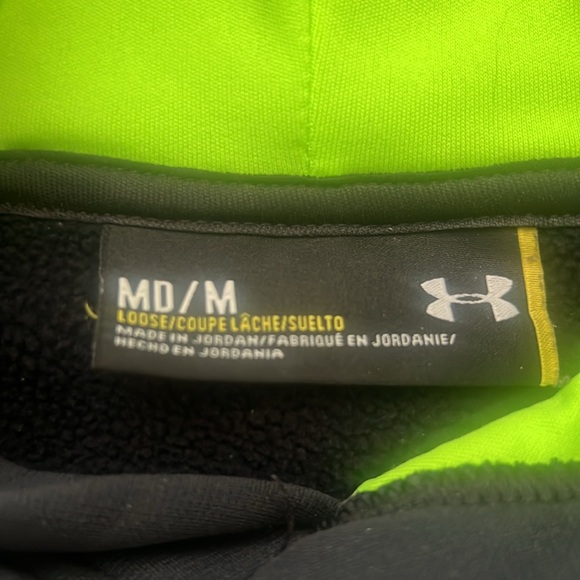 MD/M
LOOSE/COUPE LÂCHE/SUELTO
MADE IN JORDAN/FABRIQUÉ EN JORDANIE/
HECHO EN JORDANIA